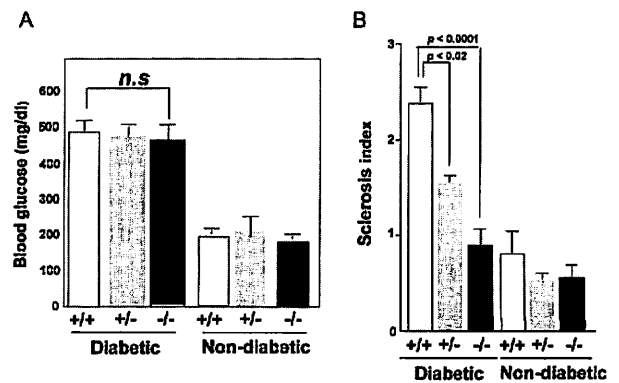 A
Blood glucose (mg/dl)
600
500
400
300
200
100
0
n.s
+/+ +/- -/- +/+ +/- -/-
Diabetic Non-diabetic
B
Sclerosis index
3
2
1
0
p < 0.0001
p < 0.02
+/+ +/- -/- +/+ +/- -/-
Diabetic Non-diabetic